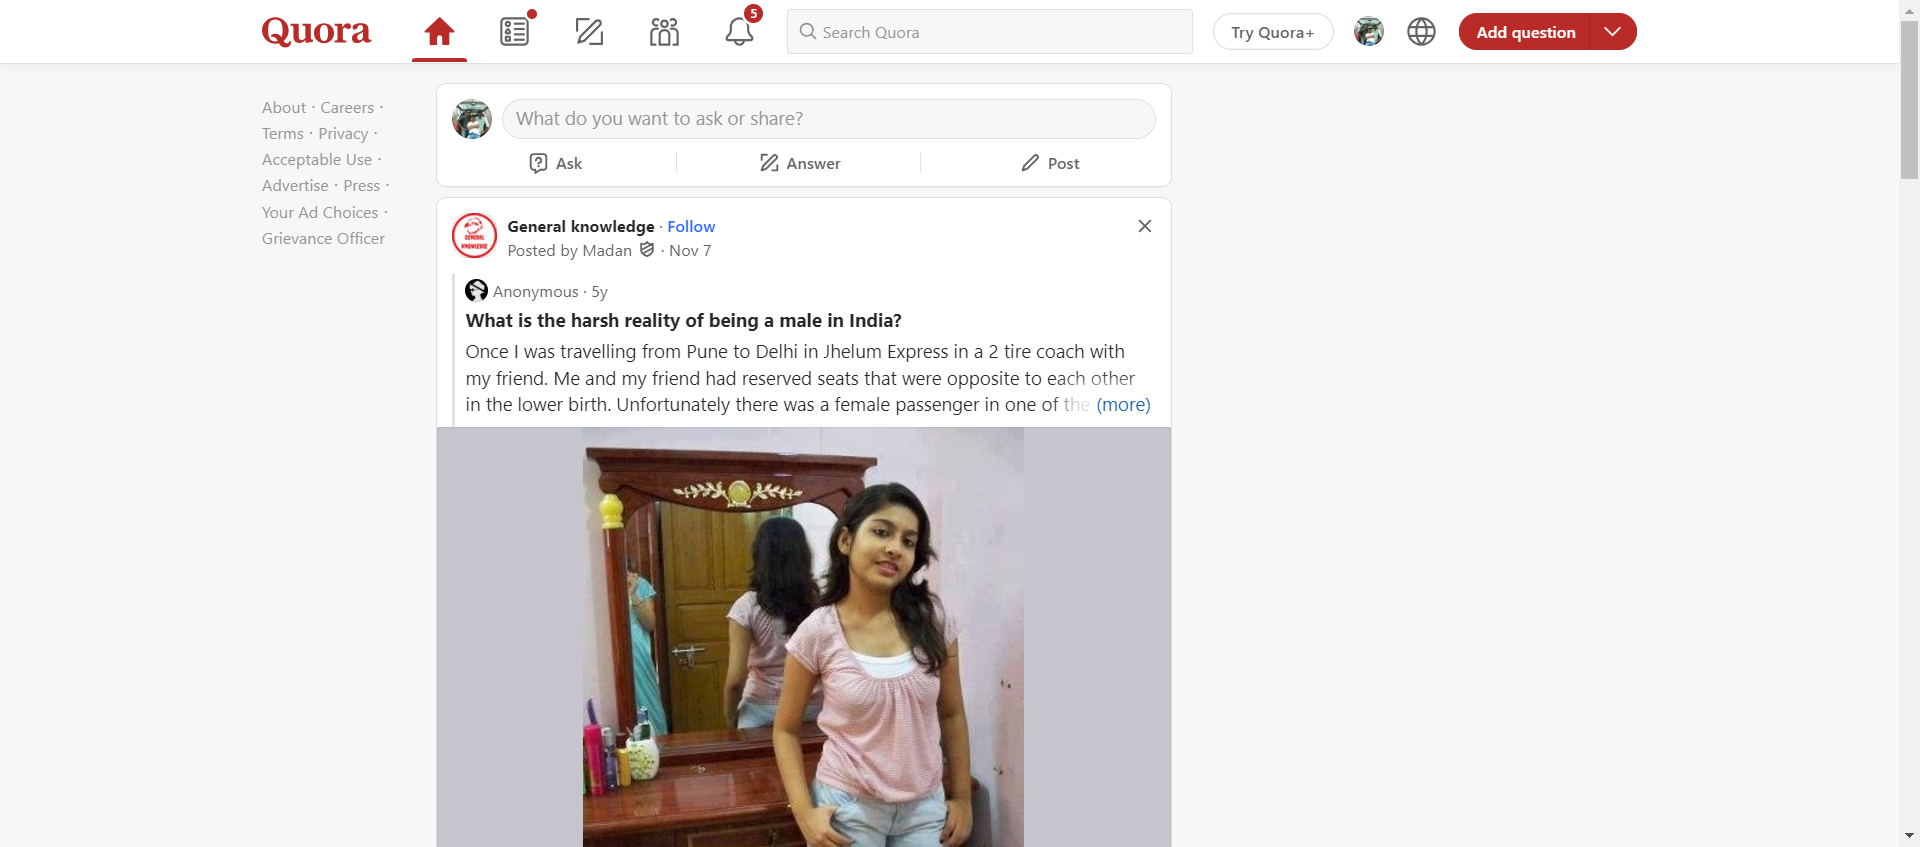 Quora
5
Search Quora
Try Quora+
Add question
About · Careers ·
Terms · Privacy ·
Acceptable Use ·
Advertise · Press ·
Your Ad Choices ·
Grievance Officer
What do you want to ask or share?
Ask
Answer
Post
GENERAL
KNOWLEDGE
General knowledge · Follow
Posted by Madan · Nov 7
Anonymous · 5y
What is the harsh reality of being a male in India?
Once I was travelling from Pune to Delhi in Jhelum Express in a 2 tire coach with
my friend. Me and my friend had reserved seats that were opposite to each other
in the lower birth. Unfortunately there was a female passenger in one of the (more)